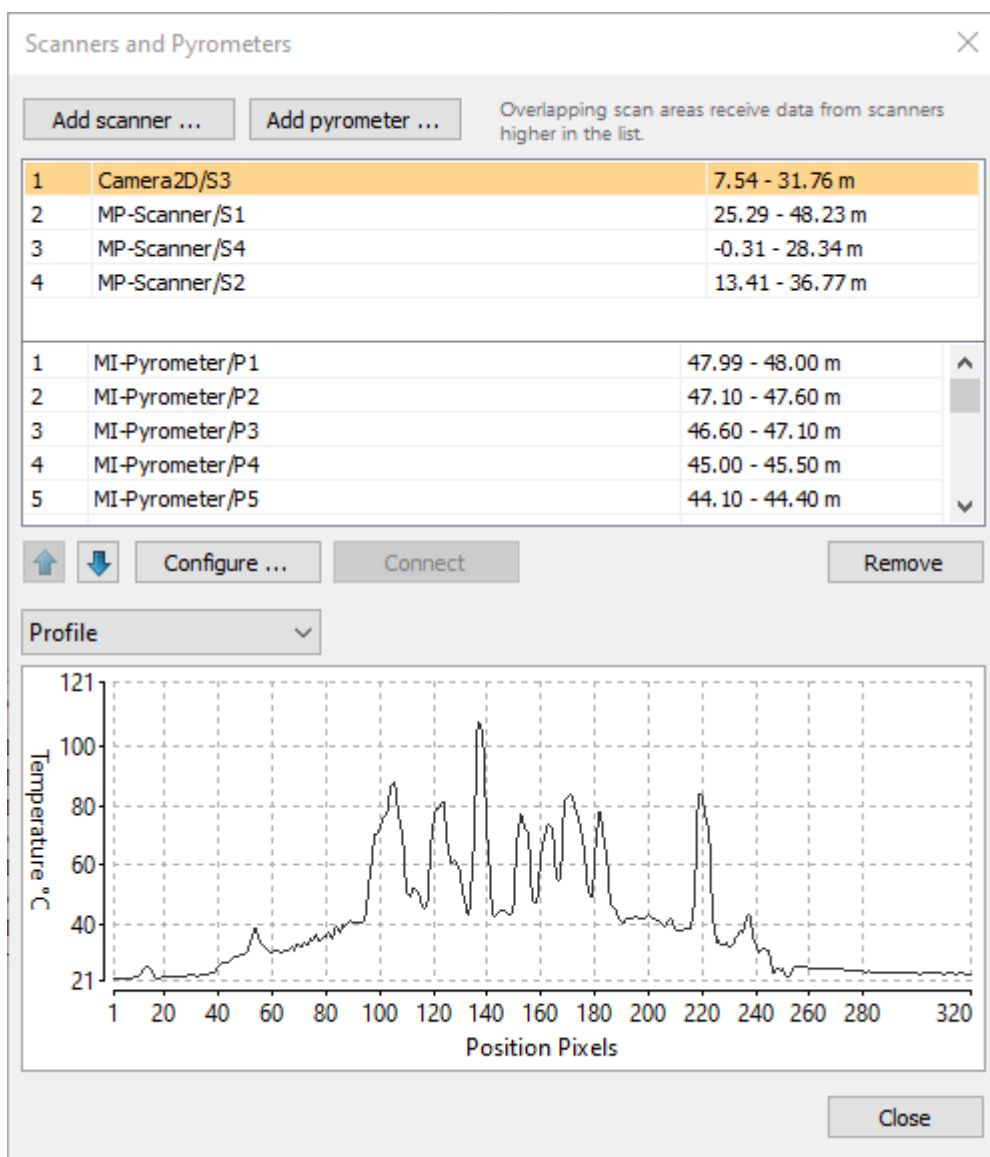 Scanners and Pyrometers
Add scanner ...
Add pyrometer ...
Overlapping scan areas receive data from scanners
higher in the list.
1 Camera2D/S3 7.54 - 31.76 m
2 MP-Scanner/S1 25.29 - 48.23 m
3 MP-Scanner/S4 -0.31 - 28.34 m
4 MP-Scanner/S2 13.41 - 36.77 m
1 MI-Pyrometer/P1 47.99 - 48.00 m
2 MI-Pyrometer/P2 47.10 - 47.60 m
3 MI-Pyrometer/P3 46.60 - 47.10 m
4 MI-Pyrometer/P4 45.00 - 45.50 m
5 MI-Pyrometer/P5 44.10 - 44.40 m
Configure ...
Connect
Remove
Profile
Temperature °C
121
100
80
60
40
21
1 20 40 60 80 100 120 140 160 180 200 220 240 260 280 320
Position Pixels
Close